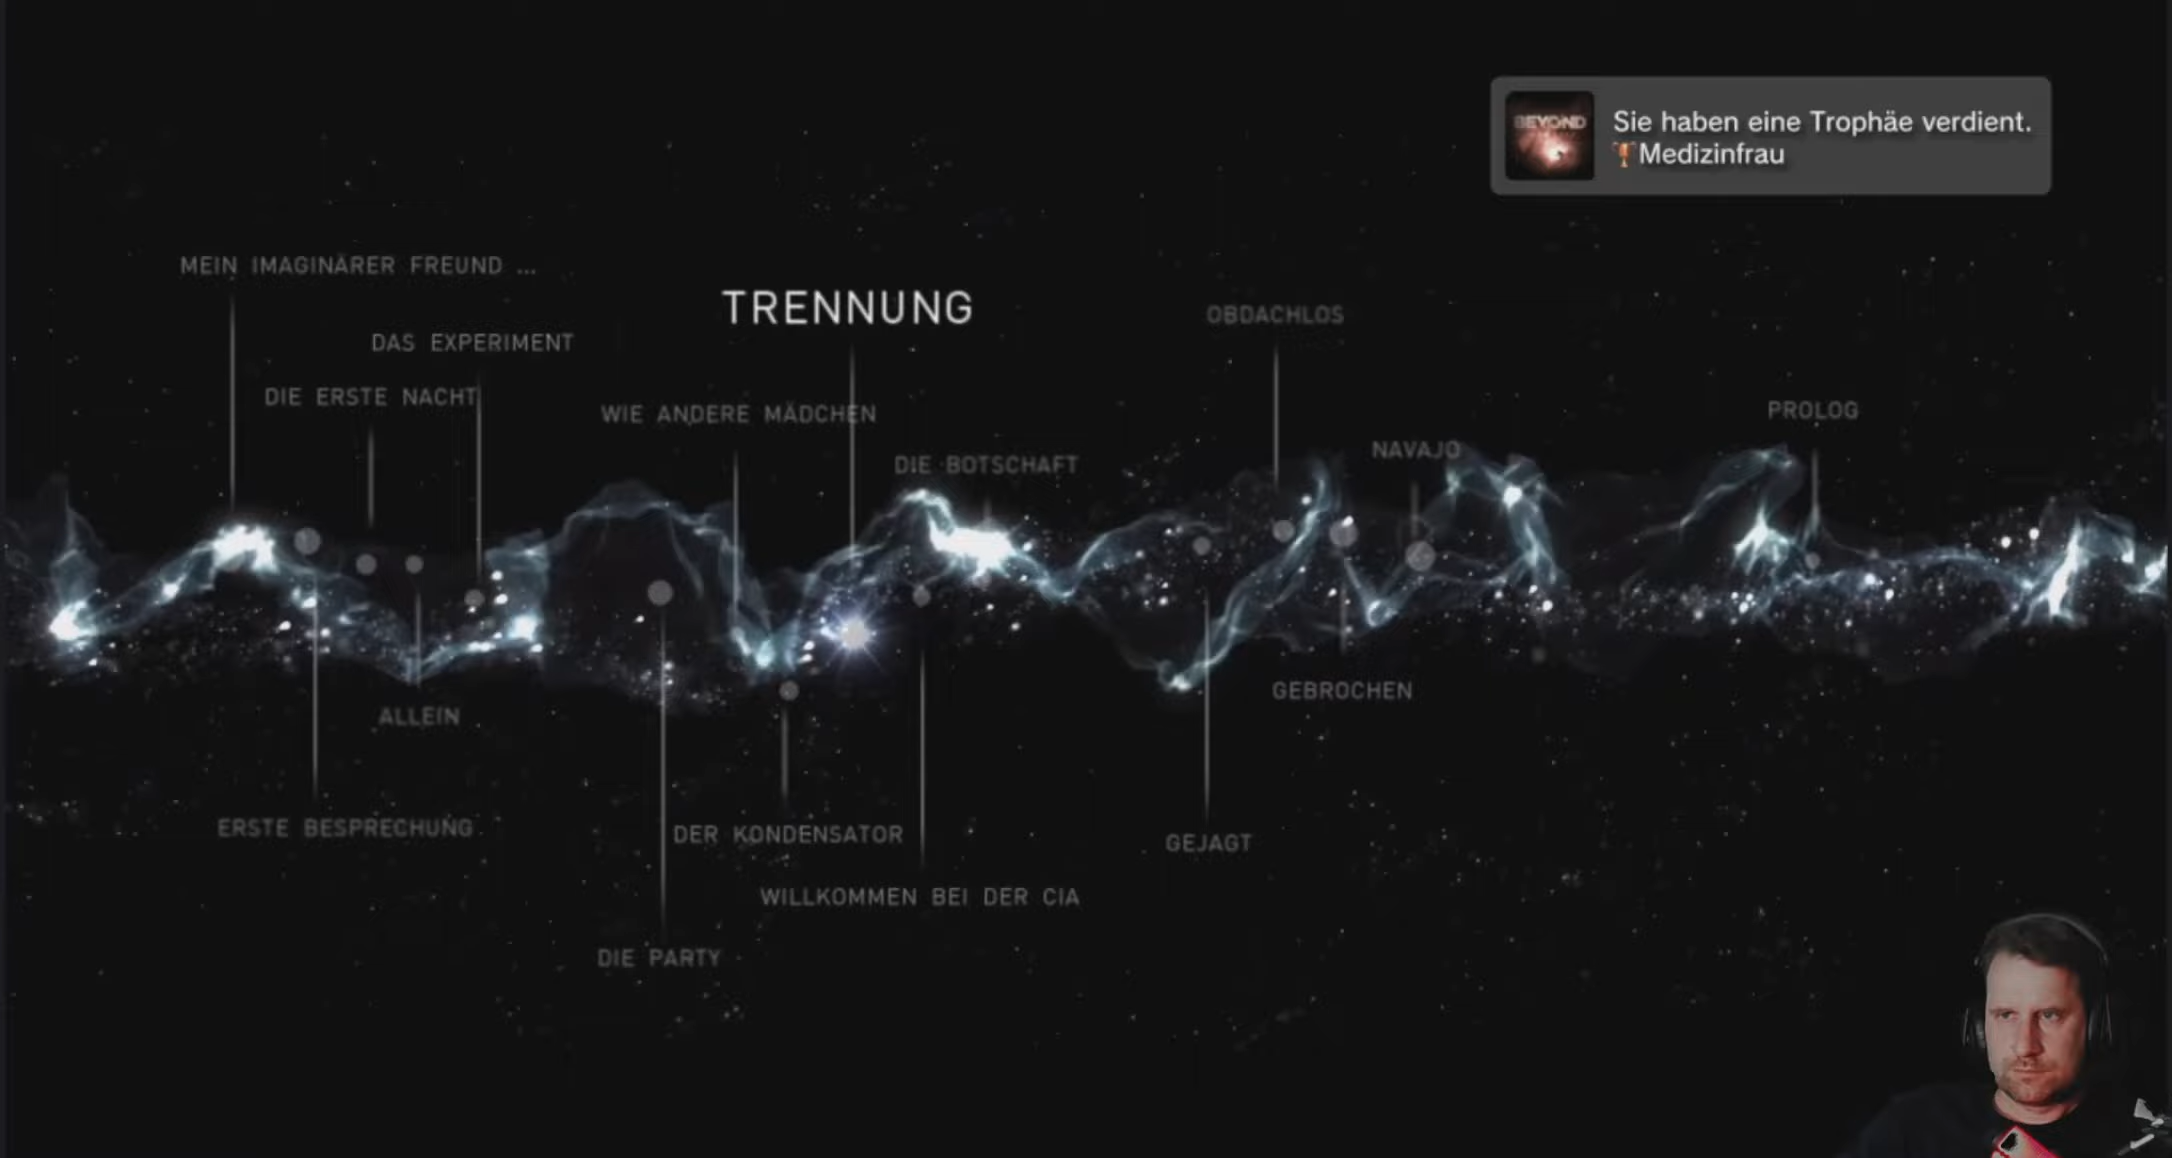 BEYOND
Sie haben eine Trophäe verdient.
Medizinfrau
MEIN IMAGINÄRER FREUND ...
TRENNUNG
OBDACHLOS
DAS EXPERIMENT
DIE ERSTE NACHT
WIE ANDERE MÄDCHEN
PROLOG
NAVAJO
DIE BOTSCHAFT
GEBROCHEN
ALLEIN
ERSTE BESPRECHUNG
DER KONDENSATOR
GEJAGT
WILLKOMMEN BEI DER CIA
DIE PARTY